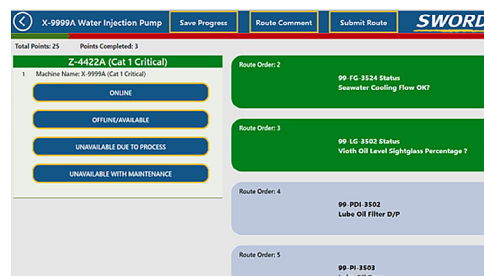 X-9999A Water Injection Pump
Save Progress
Route Comment
Submit Route
SWORD
Total Points: 25 Points Completed: 3
Z-4422A (Cat 1 Critical)
1 Machine Name: X-9999A (Cat 1 Critical)
ONLINE
OFFLINE/AVAILABLE
UNAVAILABLE DUE TO PROCESS
UNAVAILABLE WITH MAINTENANCE
Route Order: 2
99-FG-3524 Status
Seawater Cooling Flow OK?
Route Order: 3
99-LG-3502 Status
Vioth Oil Level Sightglass Percentage ?
Route Order: 4
99-PDI-3502
Lube Oil Filter D/P
Route Order: 5
99-PI-3503